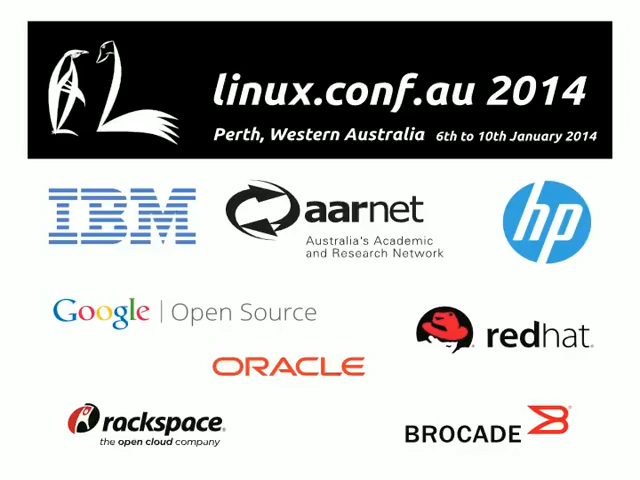 linux.conf.au 2014
Perth, Western Australia 6th to 10th January 2014
IBM
aarnet
Australia's Academic
and Research Network
hp
Google | Open Source
redhat.
ORACLE
rackspace
the open cloud company
BROCADE